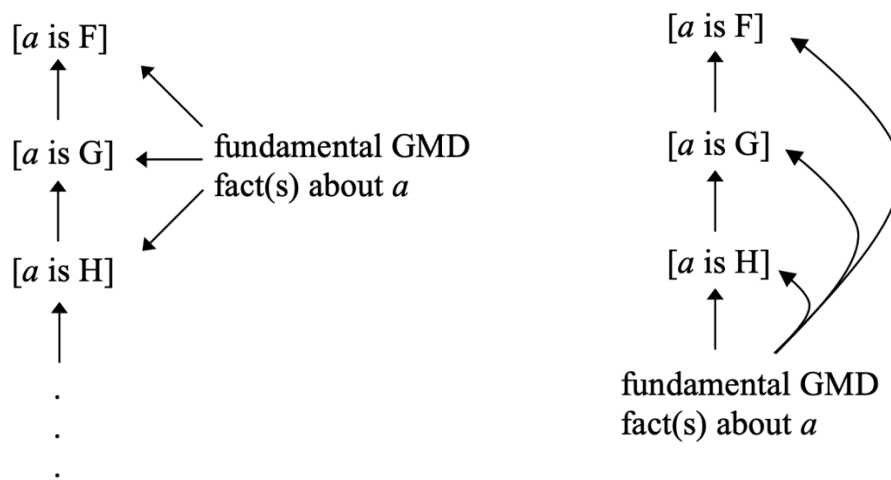 [a is F]
[a is G]
fundamental GMD
fact(s) about a
[a is H]
.
.
.
[a is F]
[a is G]
[a is H]
fundamental GMD
fact(s) about a